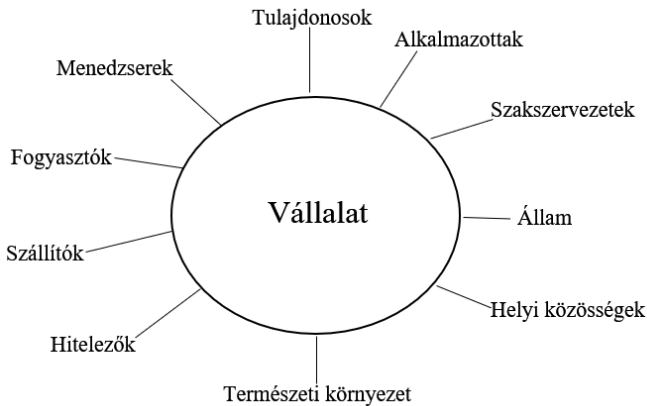 Tulajdonosok
Alkalmazottak
Menedzserek
Szakszervezetek
Fogyasztók
Vállalat
Állam
Szállítók
Helyi közösségek
Hitelezők
Természeti környezet